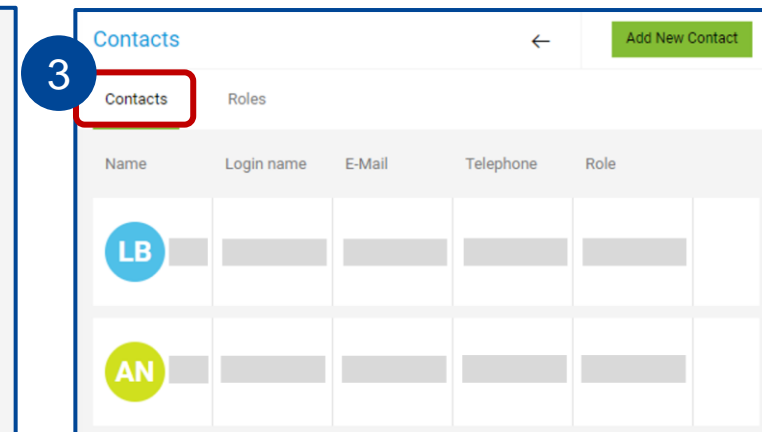 Contacts
← Add New Contact
3
Contacts Roles
Name Login name E-Mail Telephone Role
LB
AN